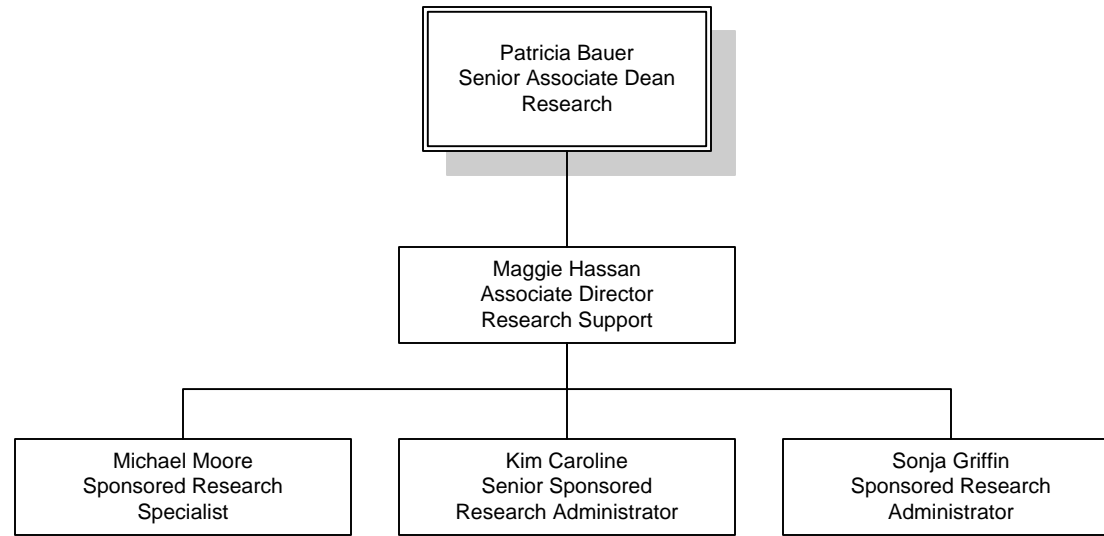 Patricia Bauer
Senior Associate Dean
Research
Maggie Hassan
Associate Director
Research Support
Michael Moore
Sponsored Research
Specialist
Kim Caroline
Senior Sponsored
Research Administrator
Sonja Griffin
Sponsored Research
Administrator